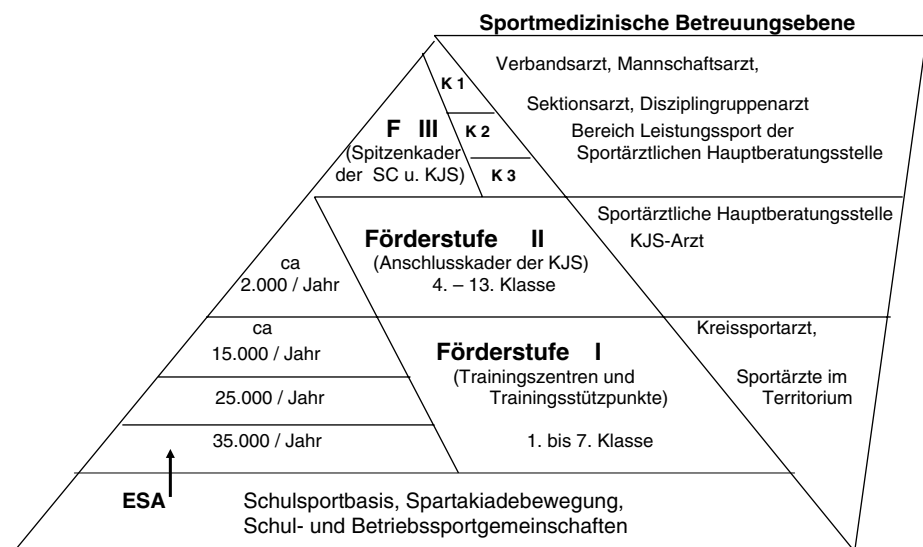 Sportmedizinische Betreuungsebene
Verbandsarzt, Mannschaftsarzt,
K 1
Sektionsarzt, Disziplingruppenarzt
F III
K 2
Bereich Leistungssport der
(Spitzenkader
Sportärztlichen Hauptberatungsstelle
der SC u. KJS)
K 3
Sportärztliche Hauptberatungsstelle
Förderstufe II
KJS-Arzt
ca
(Anschlusskader der KJS)
2.000 / Jahr
4. – 13. Klasse
ca
Kreissportarzt,
15.000 / Jahr
Förderstufe I
(Trainingszentren und
Sportärzte im
25.000 / Jahr
Trainingsstützpunkte)
Territorium
35.000 / Jahr
1. bis 7. Klasse
ESA
Schulsportbasis, Spartakiadebewegung,
Schul- und Betriebssportgemeinschaften